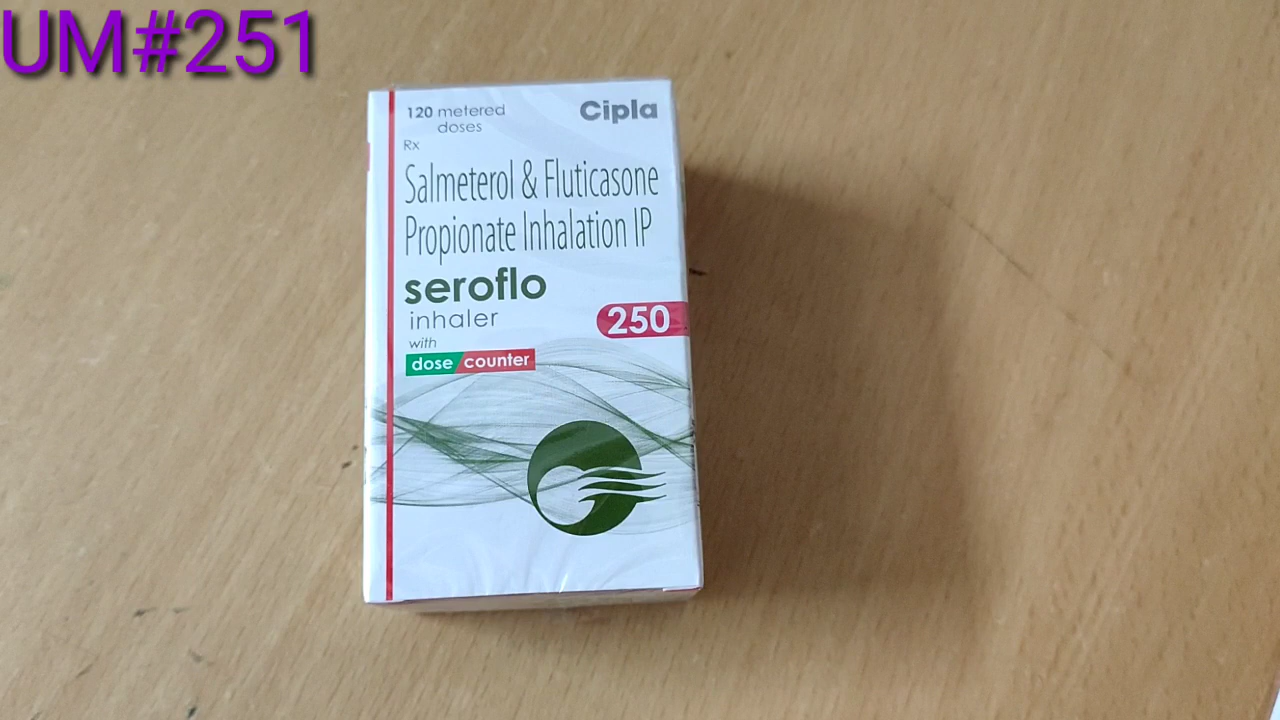 UM#251
120 metered
doses
Cipla
Rx
Salmeterol & Fluticasone
Propionate Inhalation IP
seroflo
inhaler
250
with
dose counter